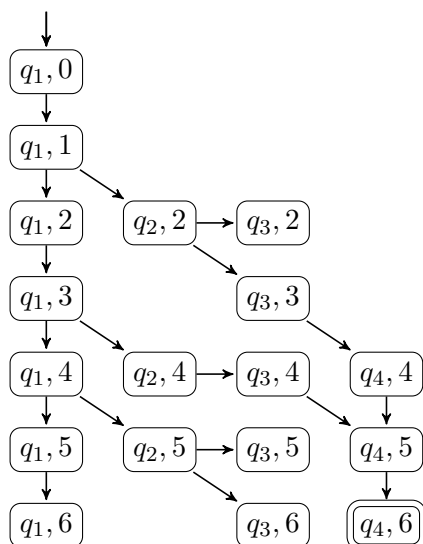 q1, 0
q1, 1
q1, 2 q2, 2 q3, 2
q1, 3 q3, 3
q1, 4 q2, 4 q3, 4 q4, 4
q1, 5 q2, 5 q3, 5 q4, 5
q1, 6 q3, 6 q4, 6